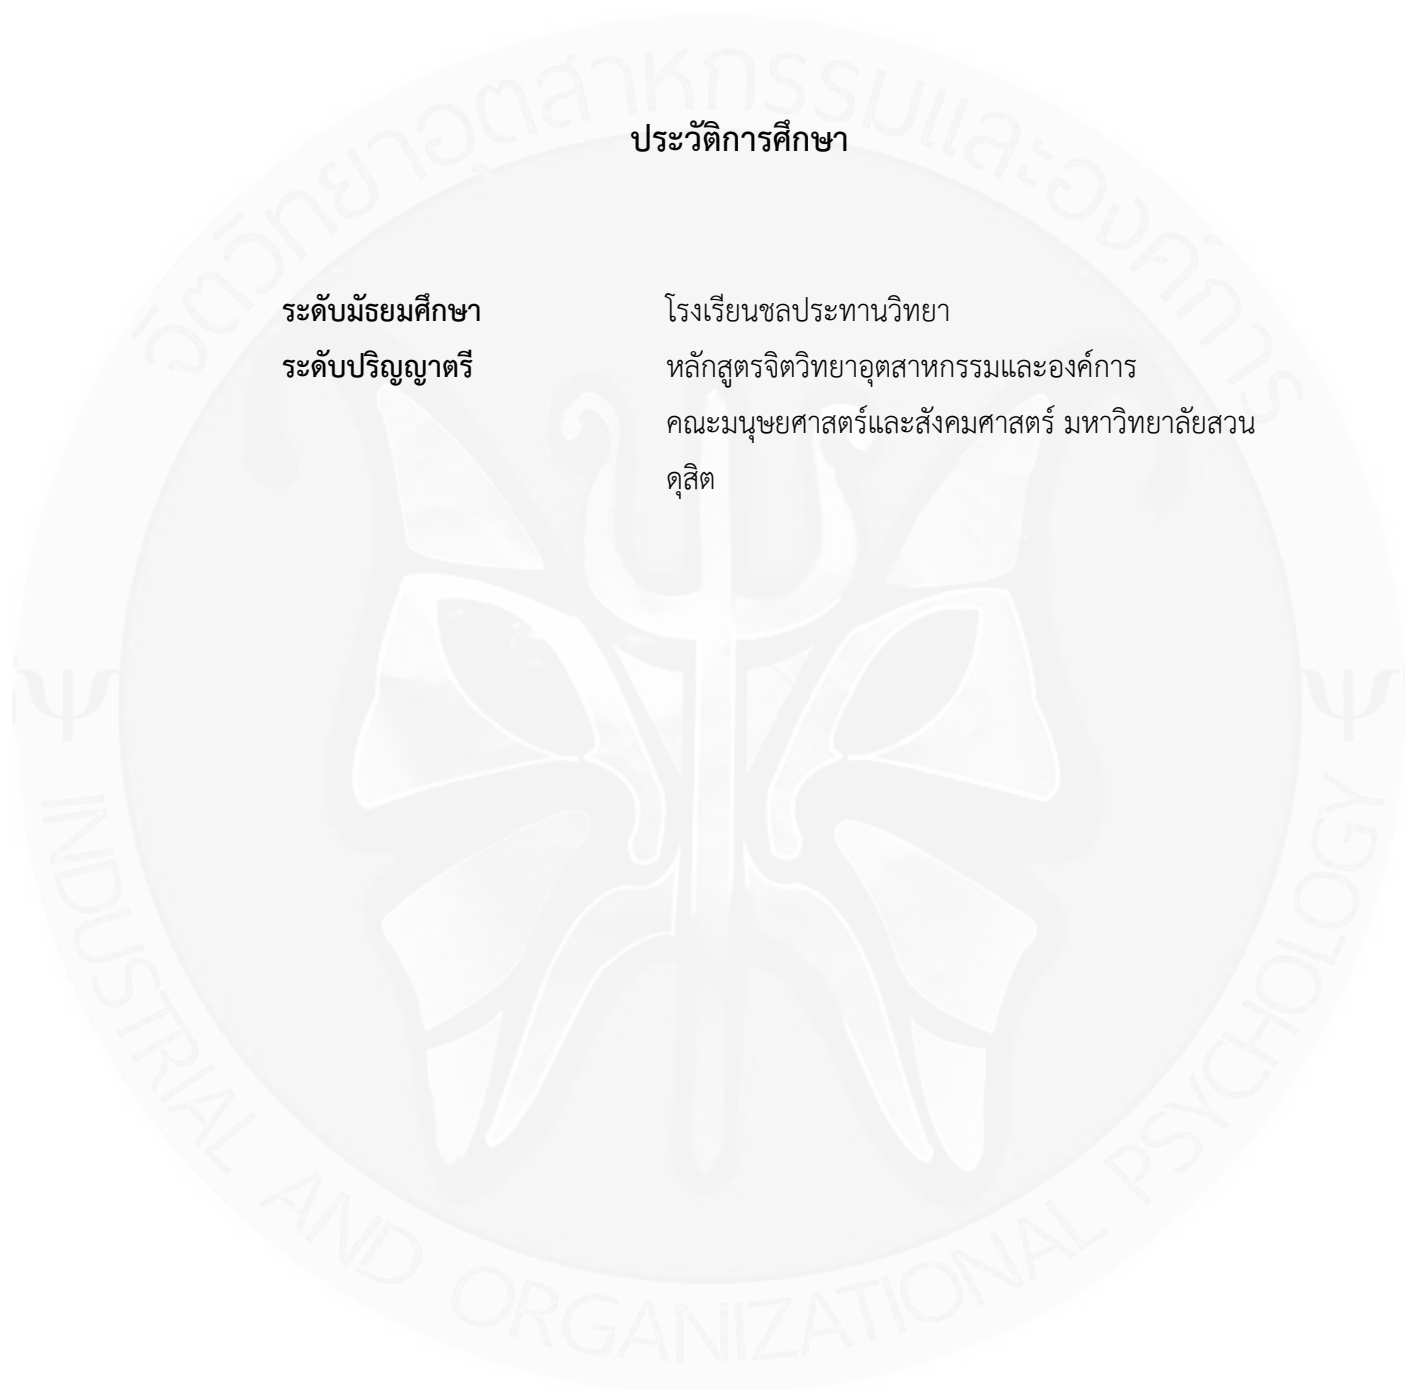 จิตวิทยาอุตสาหกรรมและองค์การ
ประวัติการศึกษา
ระดับมัธยมศึกษา โรงเรียนชลประทานวิทยา
ระดับปริญญาตรี หลักสูตรจิตวิทยาอุตสาหกรรมและองค์การ
คณะมนุษยศาสตร์และสังคมศาสตร์ มหาวิทยาลัยสวน
ดุสิต
Ψ Ψ
INDUSTRIAL AND ORGANIZATIONAL PSYCHOLOGY